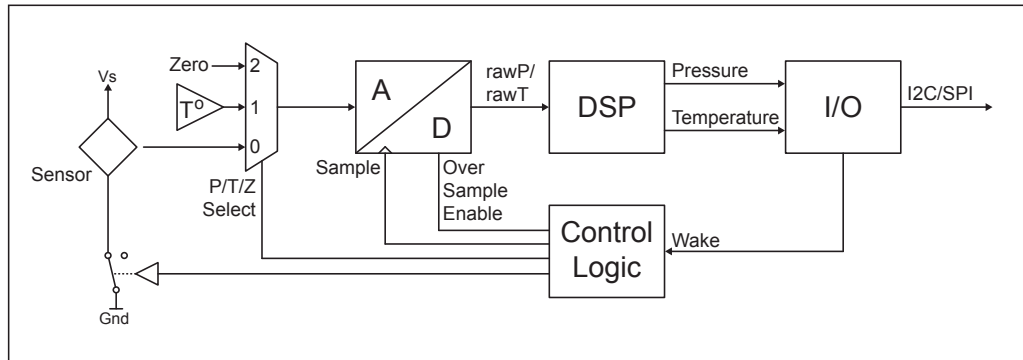 Vs
Sensor
Gnd
Zero
T°
2
1
0
P/T/Z
Select
A
D
Sample
Over
Sample
Enable
rawP/
rawT
DSP
Pressure
Temperature
I/O
I2C/SPI
Control
Logic
Wake